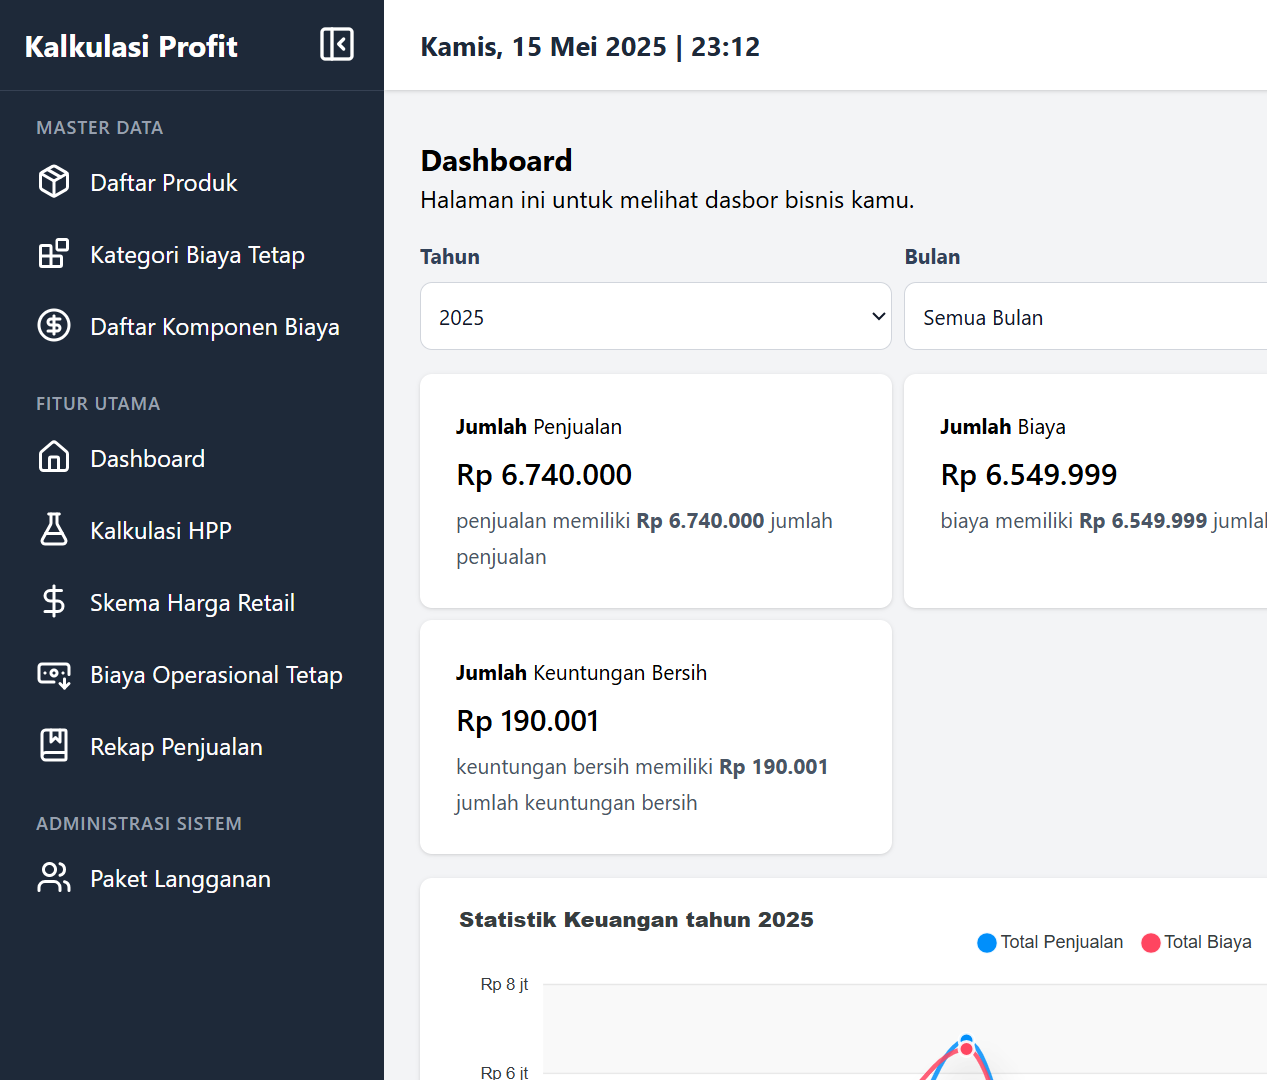 Kalkulasi Profit
MASTER DATA
Daftar Produk
Kategori Biaya Tetap
Daftar Komponen Biaya
FITUR UTAMA
Dashboard
Kalkulasi HPP
Skema Harga Retail
Biaya Operasional Tetap
Rekap Penjualan
ADMINISTRASI SISTEM
Paket Langganan
Kamis, 15 Mei 2025 | 23:12
Dashboard
Halaman ini untuk melihat dasbor bisnis kamu.
Tahun
2025
Bulan
Semua Bulan
Jumlah Penjualan
Rp 6.740.000
penjualan memiliki Rp 6.740.000 jumlah
penjualan
Jumlah Biaya
Rp 6.549.999
biaya memiliki Rp 6.549.999 jumlah
Jumlah Keuntungan Bersih
Rp 190.001
keuntungan bersih memiliki Rp 190.001
jumlah keuntungan bersih
Statistik Keuangan tahun 2025
Total Penjualan
Total Biaya
Rp 8 jt
Rp 6 jt